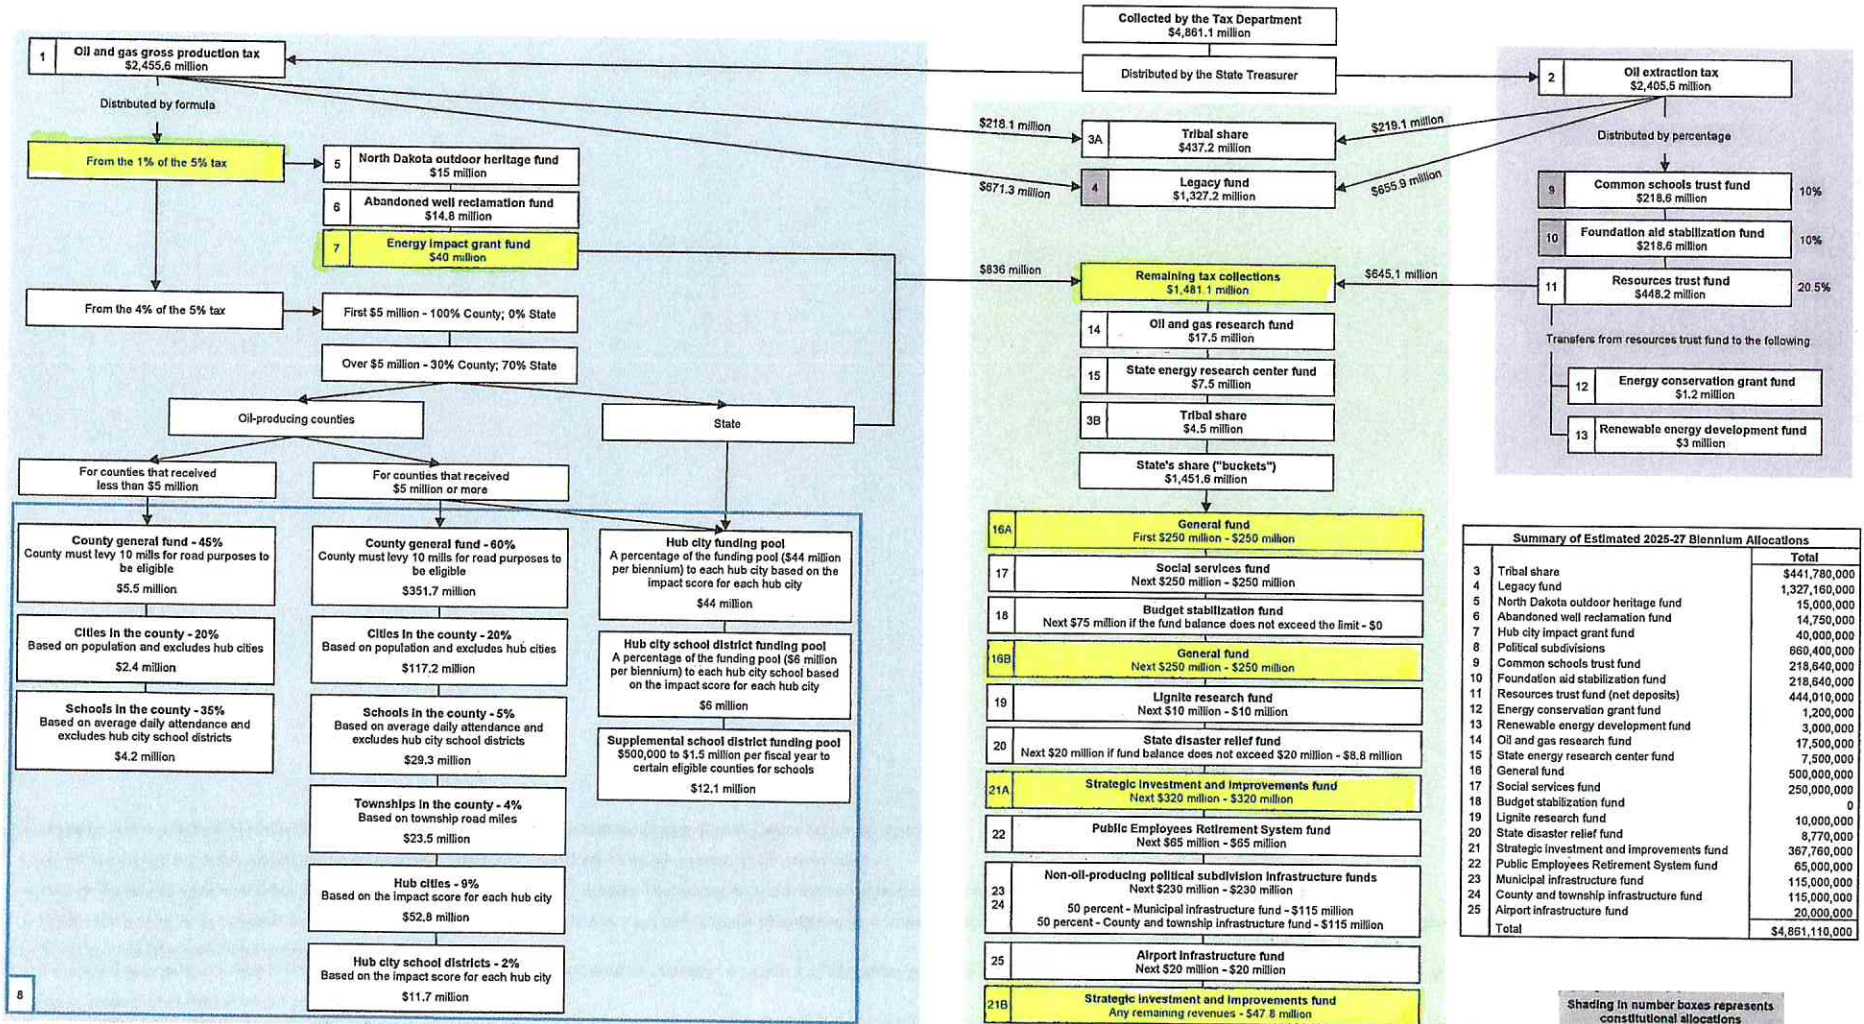 Collected by the Tax Department
$4,861.1 million
Distributed by the State Treasurer
1
Oil and gas gross production tax
$2,455.6 million
2
Oil extraction tax
$2,405.5 million
Distributed by formula
From the 1% of the 5% tax
5
North Dakota outdoor heritage fund
$15 million
6
Abandoned well reclamation fund
$14.8 million
7
Energy impact grant fund
$40 million
From the 4% of the 5% tax
First $5 million - 100% County; 0% State
Over $5 million - 30% County; 70% State
Oil-producing counties
State
For counties that received
less than $5 million
For counties that received
$5 million or more
County general fund - 45%
County must levy 10 mills for road purposes to
be eligible
$5.5 million
Cities in the county - 20%
Based on population and excludes hub cities
$2.4 million
Schools in the county - 35%
Based on average daily attendance and
excludes hub city school districts
$4.2 million
County general fund - 60%
County must levy 10 mills for road purposes to
be eligible
$351.7 million
Cities in the county - 20%
Based on population and excludes hub cities
$117.2 million
Schools in the county - 5%
Based on average daily attendance and
excludes hub city school districts
$29.3 million
Townships in the county - 4%
Based on township road miles
$23.5 million
Hub cities - 9%
Based on the impact score for each hub city
$52.8 million
Hub city school districts - 2%
Based on the impact score for each hub city
$11.7 million
Hub city funding pool
A percentage of the funding pool ($44 million
per biennium) to each hub city based on the
impact score for each hub city
$44 million
Hub city school district funding pool
A percentage of the funding pool ($6 million
per biennium) to each hub city school based
on the impact score for each hub city
$6 million
Supplemental school district funding pool
$500,000 to $1.5 million per fiscal year to
certain eligible counties for schools
$12.1 million
8
$218.1 million
$219.1 million
3A
Tribal share
$437.2 million
$671.3 million
$655.9 million
4
Legacy fund
$1,327.2 million
$836 million
$645.1 million
Remaining tax collections
$1,481.1 million
14
Oil and gas research fund
$17.5 million
15
State energy research center fund
$7.5 million
3B
Tribal share
$4.5 million
State's share ("buckets")
$1,451.6 million
16A
General fund
First $250 million - $250 million
17
Social services fund
Next $250 million - $250 million
18
Budget stabilization fund
Next $75 million if the fund balance does not exceed the limit - $0
16B
General fund
Next $250 million - $250 million
19
Lignite research fund
Next $10 million - $10 million
20
State disaster relief fund
Next $20 million if fund balance does not exceed $20 million - $8.8 million
21A
Strategic investment and improvements fund
Next $320 million - $320 million
22
Public Employees Retirement System fund
Next $65 million - $65 million
23
24
Non-oil-producing political subdivision infrastructure funds
Next $230 million - $230 million
50 percent - Municipal infrastructure fund - $115 million
50 percent - County and township infrastructure fund - $115 million
25
Airport infrastructure fund
Next $20 million - $20 million
21B
Strategic investment and improvements fund
Any remaining revenues - $47.8 million
Distributed by percentage
9
Common schools trust fund
$218.6 million
10%
10
Foundation aid stabilization fund
$218.6 million
10%
11
Resources trust fund
$448.2 million
20.5%
Transfers from resources trust fund to the following
12
Energy conservation grant fund
$1.2 million
13
Renewable energy development fund
$3 million
Summary of Estimated 2025-27 Biennium Allocations
Total
3 Tribal share $441,780,000
4 Legacy fund 1,327,160,000
5 North Dakota outdoor heritage fund 15,000,000
6 Abandoned well reclamation fund 14,750,000
7 Hub city impact grant fund 40,000,000
8 Political subdivisions 660,400,000
9 Common schools trust fund 218,640,000
10 Foundation aid stabilization fund 218,640,000
11 Resources trust fund (net deposits) 444,010,000
12 Energy conservation grant fund 1,200,000
13 Renewable energy development fund 3,000,000
14 Oil and gas research fund 17,500,000
15 State energy research center fund 7,500,000
16 General fund 500,000,000
17 Social services fund 250,000,000
18 Budget stabilization fund 0
19 Lignite research fund 10,000,000
20 State disaster relief fund 8,770,000
21 Strategic investment and improvements fund 367,760,000
22 Public Employees Retirement System fund 65,000,000
23 Municipal infrastructure fund 115,000,000
24 County and township infrastructure fund 115,000,000
25 Airport infrastructure fund 20,000,000
Total $4,861,110,000
Shading in number boxes represents
constitutional allocations